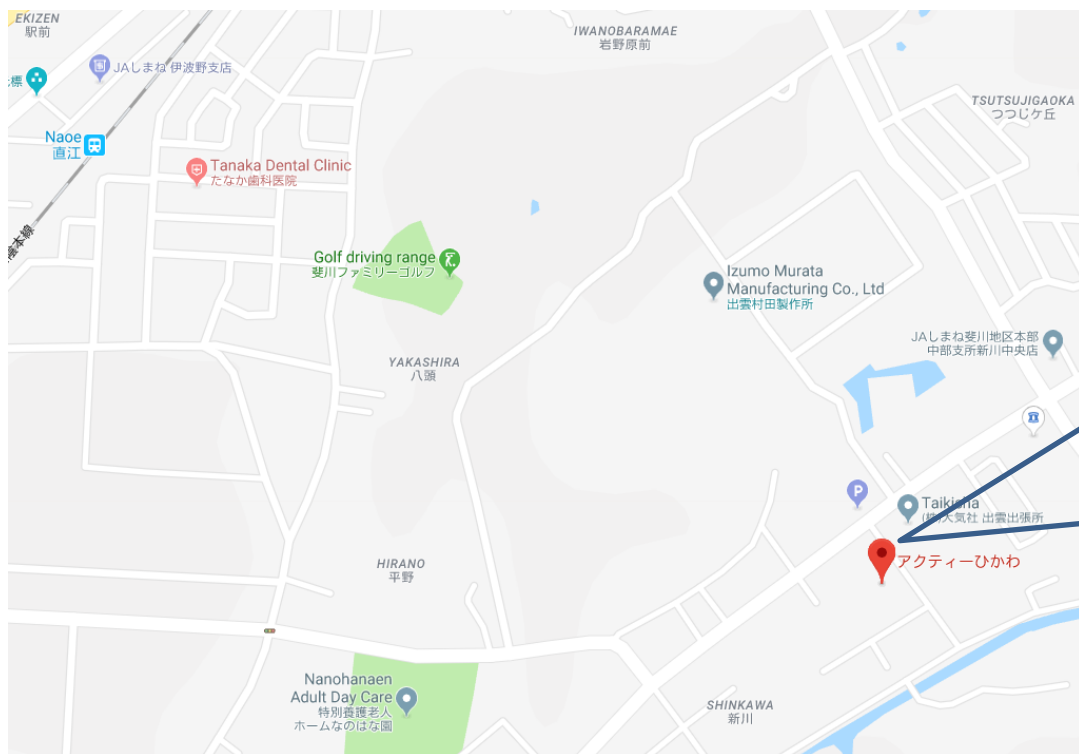 EKIZEN
駅前
IWANOBARAMAE
岩野原前
JAしまね 伊波野支店
標
TSUTSUJIGAOKA
つつじケ丘
Naoe
直江
Tanaka Dental Clinic
たなか歯科医院
陰本線
Golf driving range
斐川ファミリーゴルフ
Izumo Murata
Manufacturing Co., Ltd
出雲村田製作所
JAしまね斐川地区本部
中部支所新川中央店
YAKASHIRA
八頭
P
Taikisha
(株)大気社 出雲出張所
アクティーひかわ
HIRANO
平野
Nanohanaen
Adult Day Care
特別養護老人
ホームなのはな園
SHINKAWA
新川